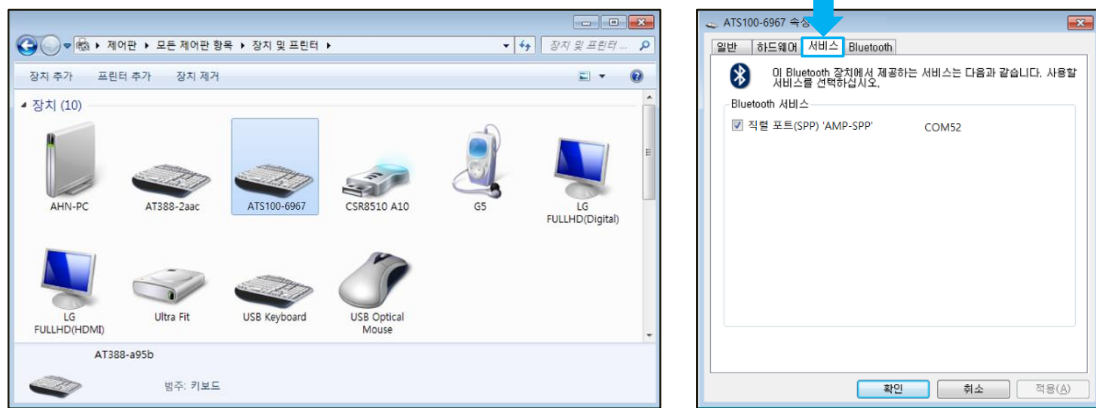 제어판 ▸ 모든 제어판 항목 ▸ 장치 및 프린터 ▸
장치 및 프린터 ...
장치 추가 프린터 추가 장치 제거
장치 (10)
AHN-PC
AT388-2aac
ATS100-6967
CSR8510 A10
G5
LG
FULLHD(Digital)
LG
FULLHD(HDMI)
Ultra Fit
USB Keyboard
USB Optical
Mouse
AT388-a95b
범주: 키보드
ATS100-6967 속성
일반 하드웨어 서비스 Bluetooth
이 Bluetooth 장치에서 제공하는 서비스는 다음과 같습니다. 사용할
서비스를 선택하십시오.
Bluetooth 서비스
직렬 포트(SPP) 'AMP-SPP' COM52
확인 취소 적용(A)